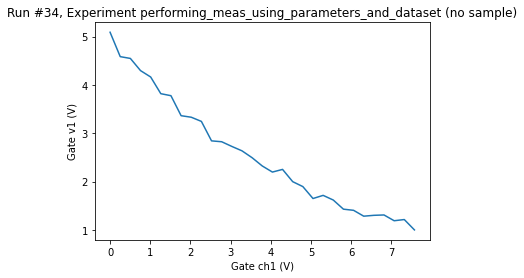 Run #34, Experiment performing_meas_using_parameters_and_dataset (no sample)
5
4
3
2
1
Gate v1 (V)
0 1 2 3 4 5 6 7
Gate ch1 (V)